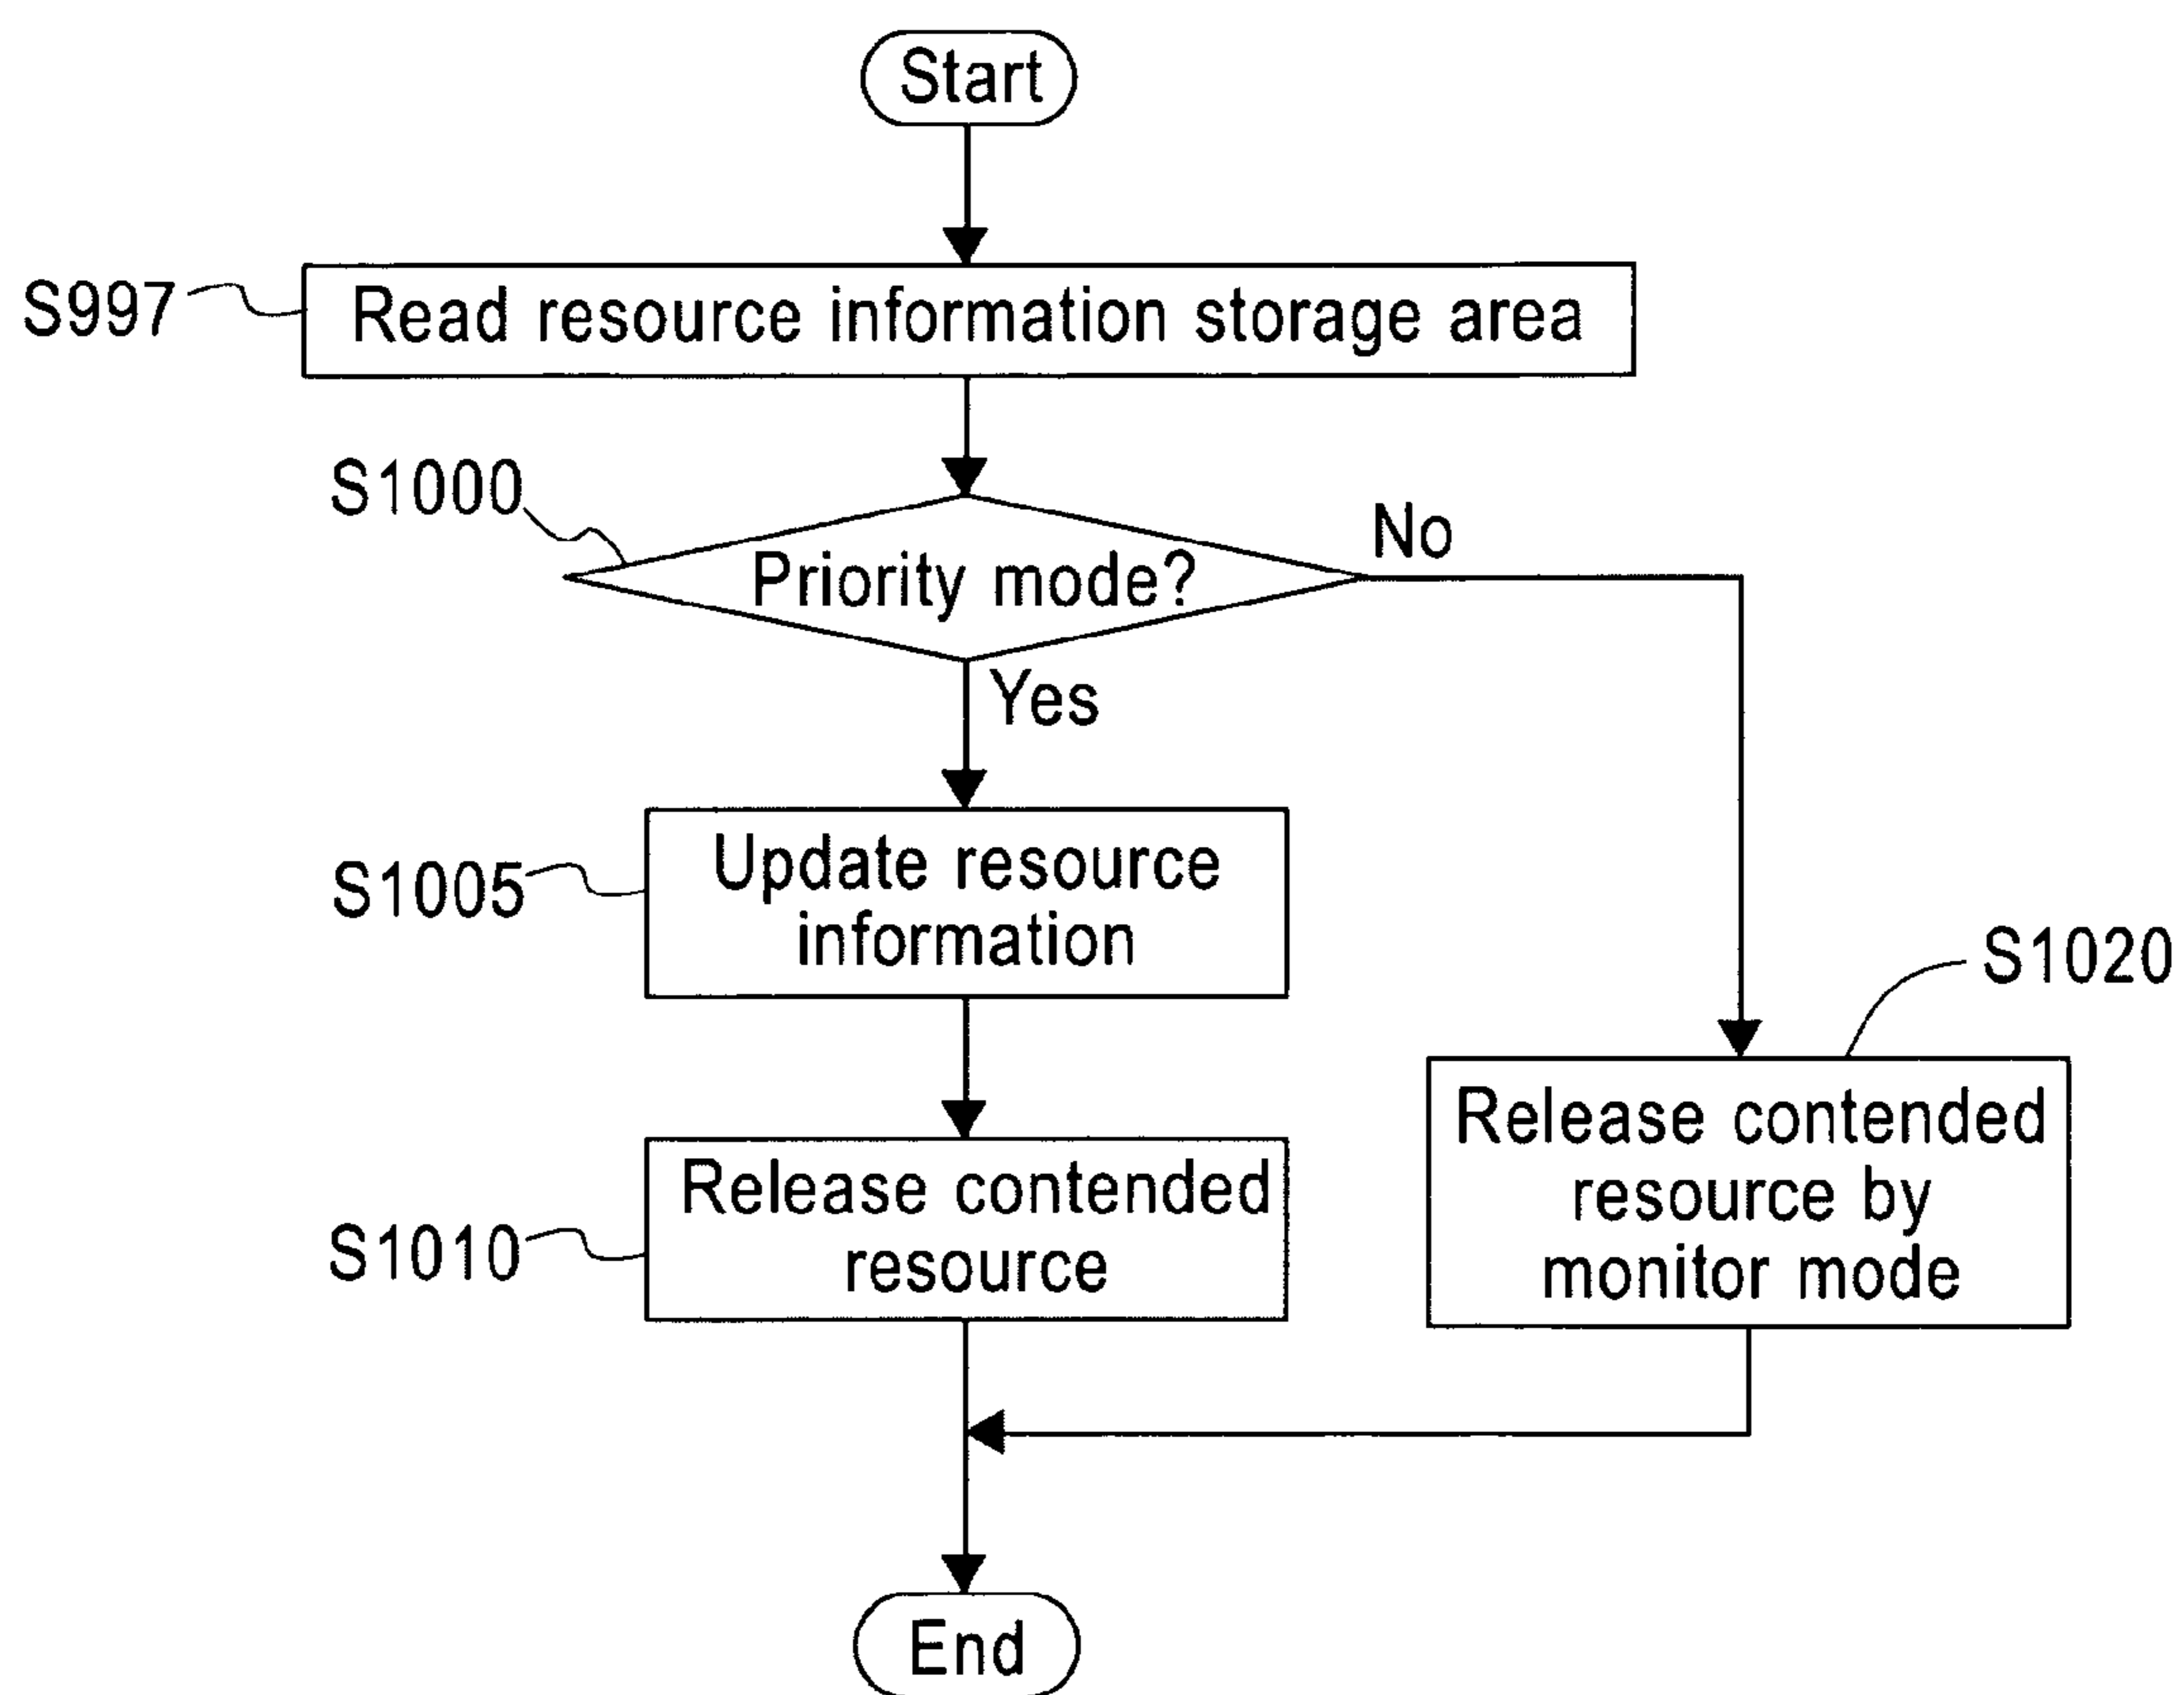 Start
S997
Read resource information storage area
S1000
Priority mode?
No
Yes
S1005
Update resource
information
S1020
Release contended
resource by
monitor mode
S1010
Release contended
resource
End